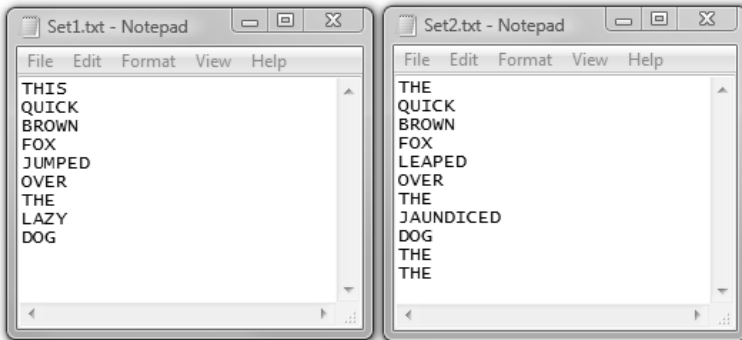 Set1.txt - Notepad
File Edit Format View Help
THIS
QUICK
BROWN
FOX
JUMPED
OVER
THE
LAZY
DOG
Set2.txt - Notepad
File Edit Format View Help
THE
QUICK
BROWN
FOX
LEAPED
OVER
THE
JAUNDICED
DOG
THE
THE